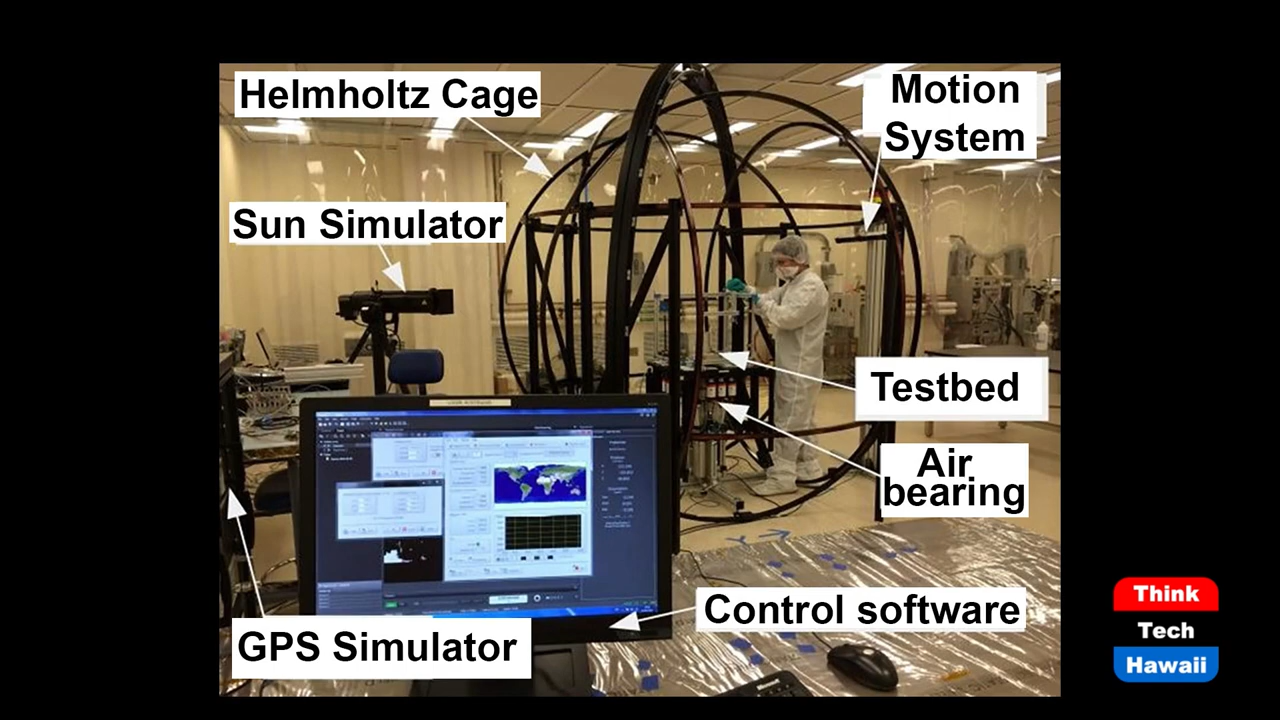 Helmholtz Cage
Motion
System
Sun Simulator
Testbed
Air
bearing
Control software
GPS Simulator
Think
Tech
Hawaii